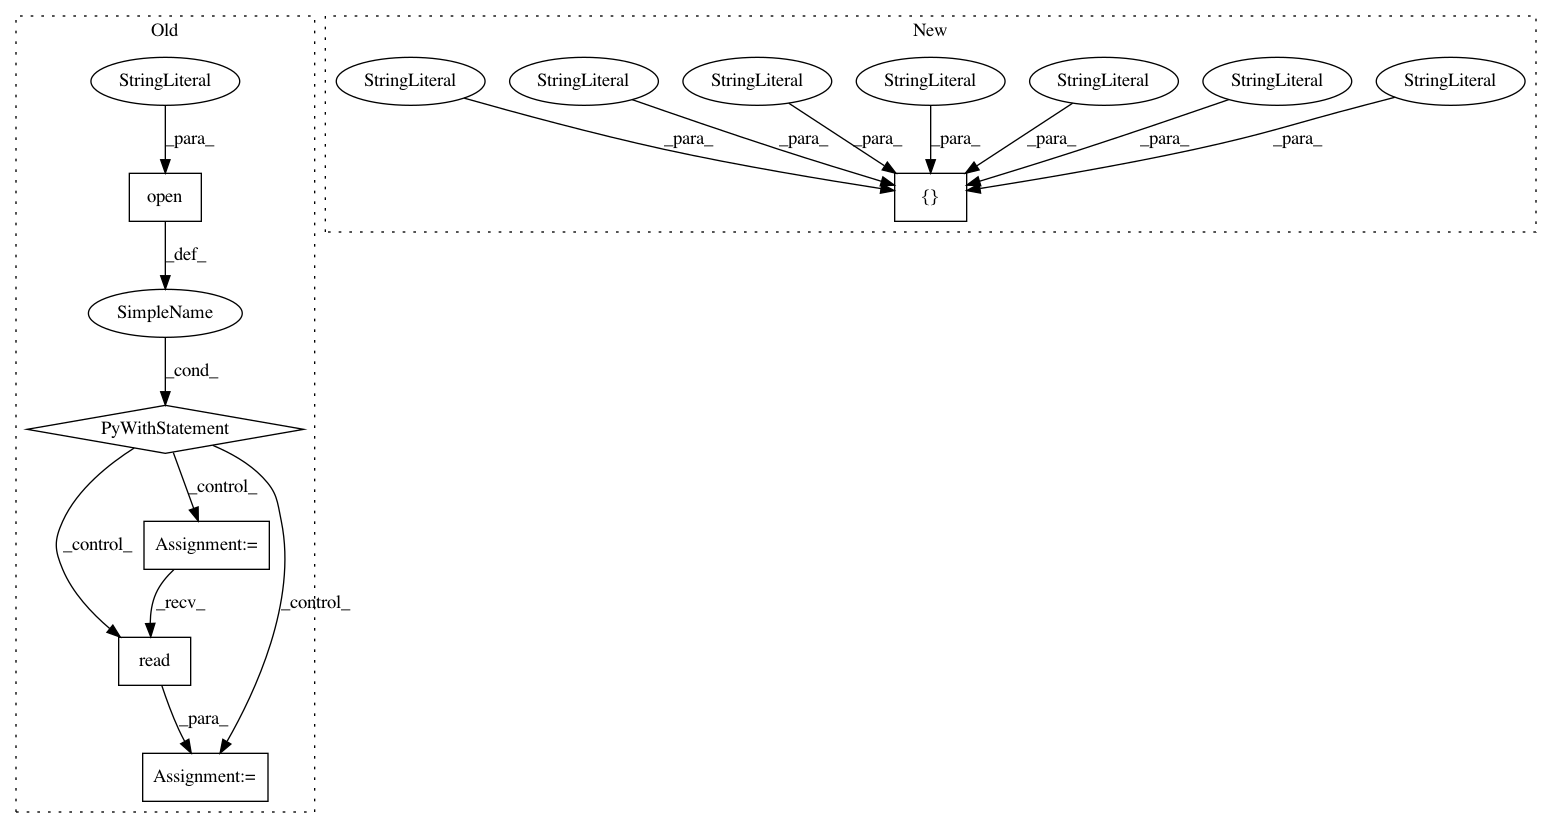 Old
New
StringLiteral
StringLiteral
StringLiteral
StringLiteral
StringLiteral
StringLiteral
StringLiteral
StringLiteral
_para_
_para_
_para_
_para_
_para_
_para_
_para_
_para_
open
{}
_def_
SimpleName
_cond_
PyWithStatement
_control_
_control_
Assignment:=
_control_
_recv_
read
_para_
Assignment:=